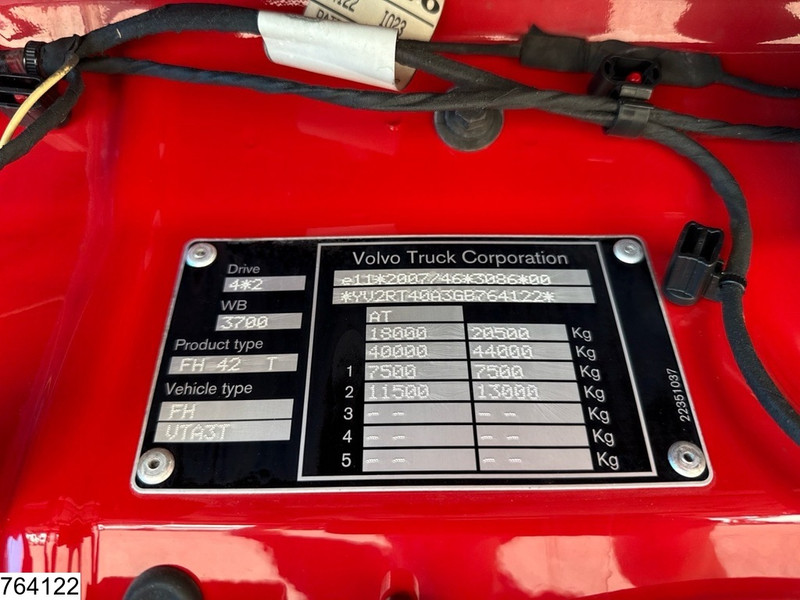 I023
Drive
4*2
WB
3700
Product type
FH 42 T
Vehicle type
FH
VTA3T
Volvo Truck Corporation
e11*2007/46*3086*00
*YV2RT40A3GB764122*
AT
18000 20500 Kg
40000 44000 Kg
1 7500 7500 Kg
2 11500 13000 Kg
3 -- -- Kg
4 -- -- Kg
5 -- -- Kg
22351037
764122